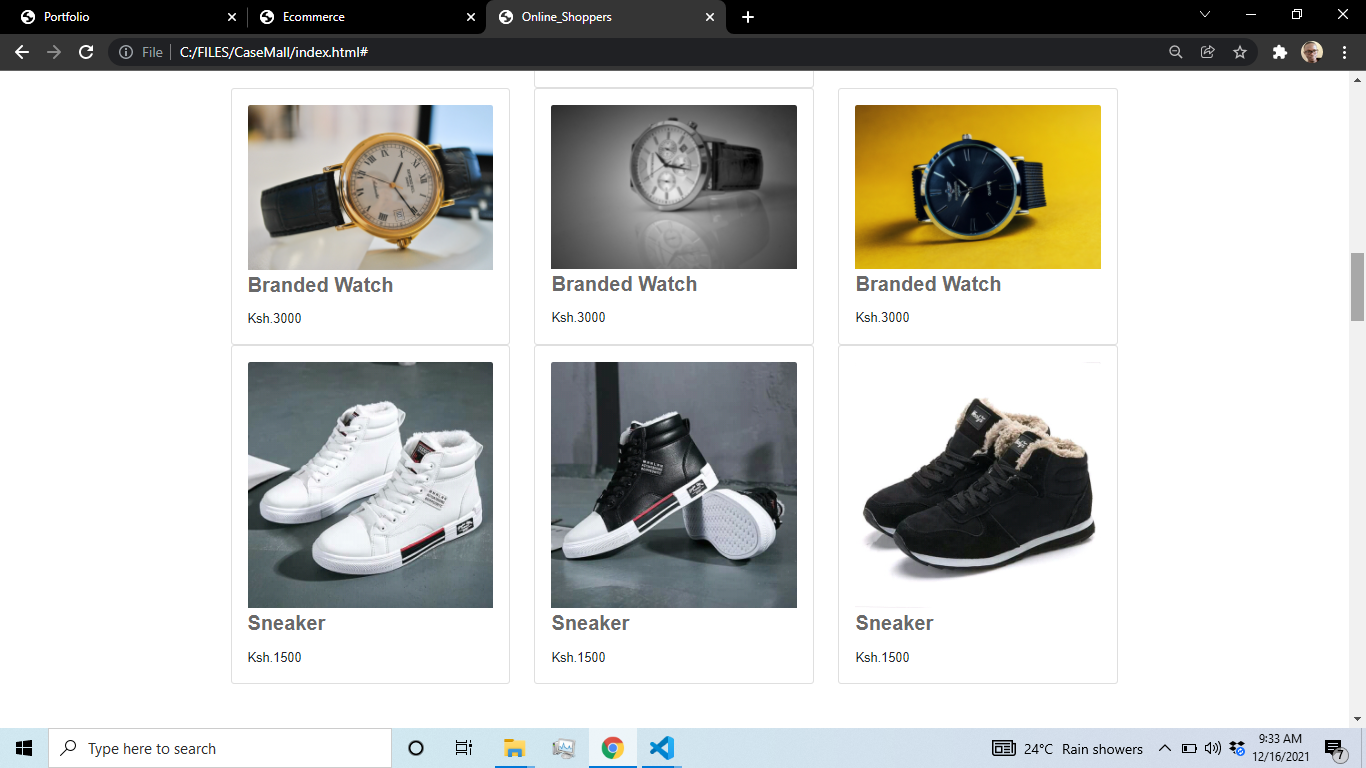 Portfolio
Ecommerce
Online_Shoppers
File
C:/FILES/CaseMall/index.html#
Branded Watch
Ksh.3000
Branded Watch
Ksh.3000
Branded Watch
Ksh.3000
Sneaker
Ksh.1500
Sneaker
Ksh.1500
Sneaker
Ksh.1500
Type here to search
24°C Rain showers
9:33 AM
12/16/2021
7